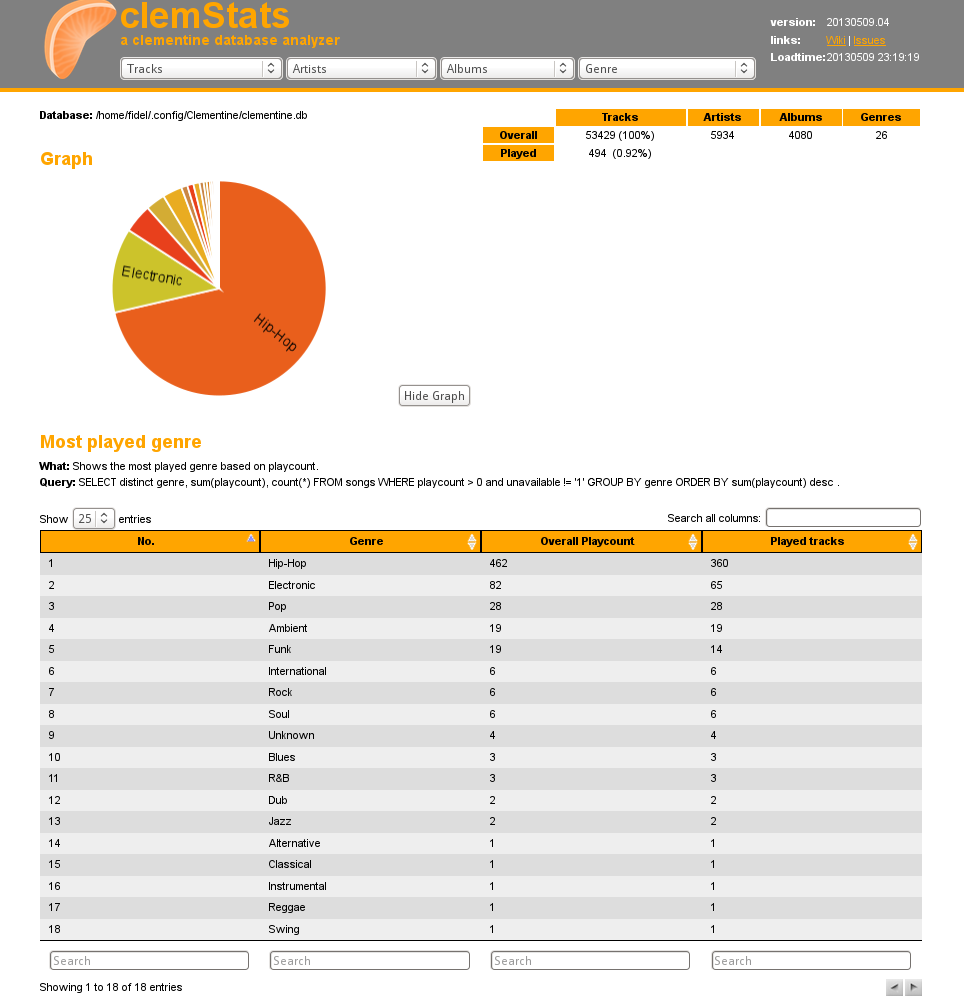 clemStats
a clementine database analyzer
version: 20130509.04
links: Wiki | Issues
Loadtime: 20130509 23:19:19
Tracks Artists Albums Genre
Database: /home/fidel/.config/Clementine/clementine.db
Tracks Artists Albums Genres
Overall 53429 (100%) 5934 4080 26
Played 494 (0.92%)
Graph
Electronic
Hip-Hop
Hide Graph
Most played genre
What: Shows the most played genre based on playcount.
Query: SELECT distinct genre, sum(playcount), count(*) FROM songs WHERE playcount > 0 and unavailable != '1' GROUP BY genre ORDER BY sum(playcount) desc .
Show 25 entries
Search all columns:
No. Genre Overall Playcount Played tracks
1 Hip-Hop 462 360
2 Electronic 82 65
3 Pop 28 28
4 Ambient 19 19
5 Funk 19 14
6 International 6 6
7 Rock 6 6
8 Soul 6 6
9 Unknown 4 4
10 Blues 3 3
11 R&B 3 3
12 Dub 2 2
13 Jazz 2 2
14 Alternative 1 1
15 Classical 1 1
16 Instrumental 1 1
17 Reggae 1 1
18 Swing 1 1
Search Search Search Search
Showing 1 to 18 of 18 entries